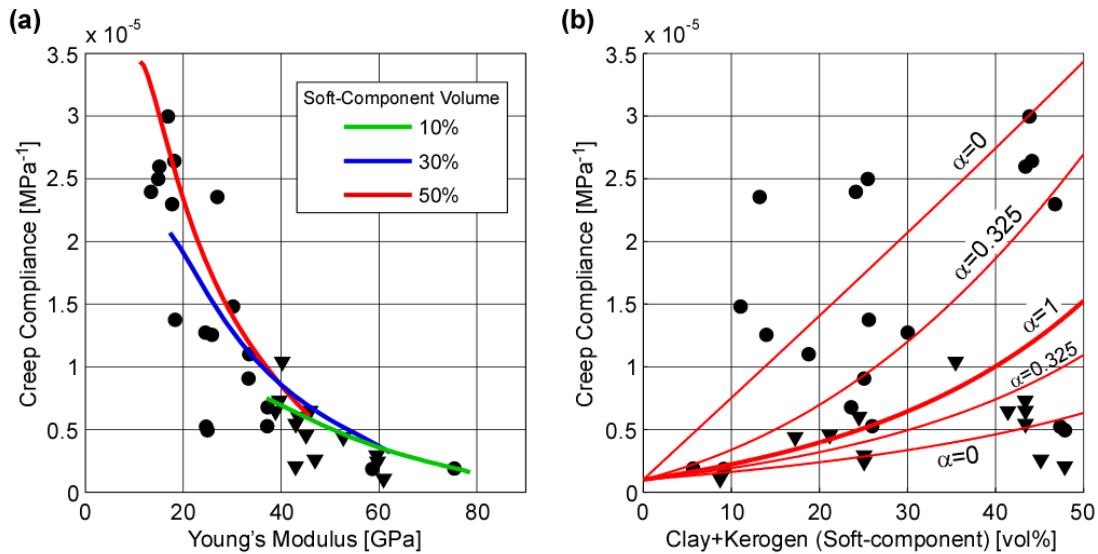 (a)
x 10⁻⁵
Creep Compliance [MPa⁻¹]
3.5
3
2.5
2
1.5
1
0.5
0
0
20
40
60
80
Young's Modulus [GPa]
Soft-Component Volume
10%
30%
50%
(b)
x 10⁻⁵
Creep Compliance [MPa⁻¹]
3.5
3
2.5
2
1.5
1
0.5
0
0
10
20
30
40
50
Clay+Kerogen (Soft-component) [vol%]
α=0
α=0.325
α=1
α=0.325
α=0